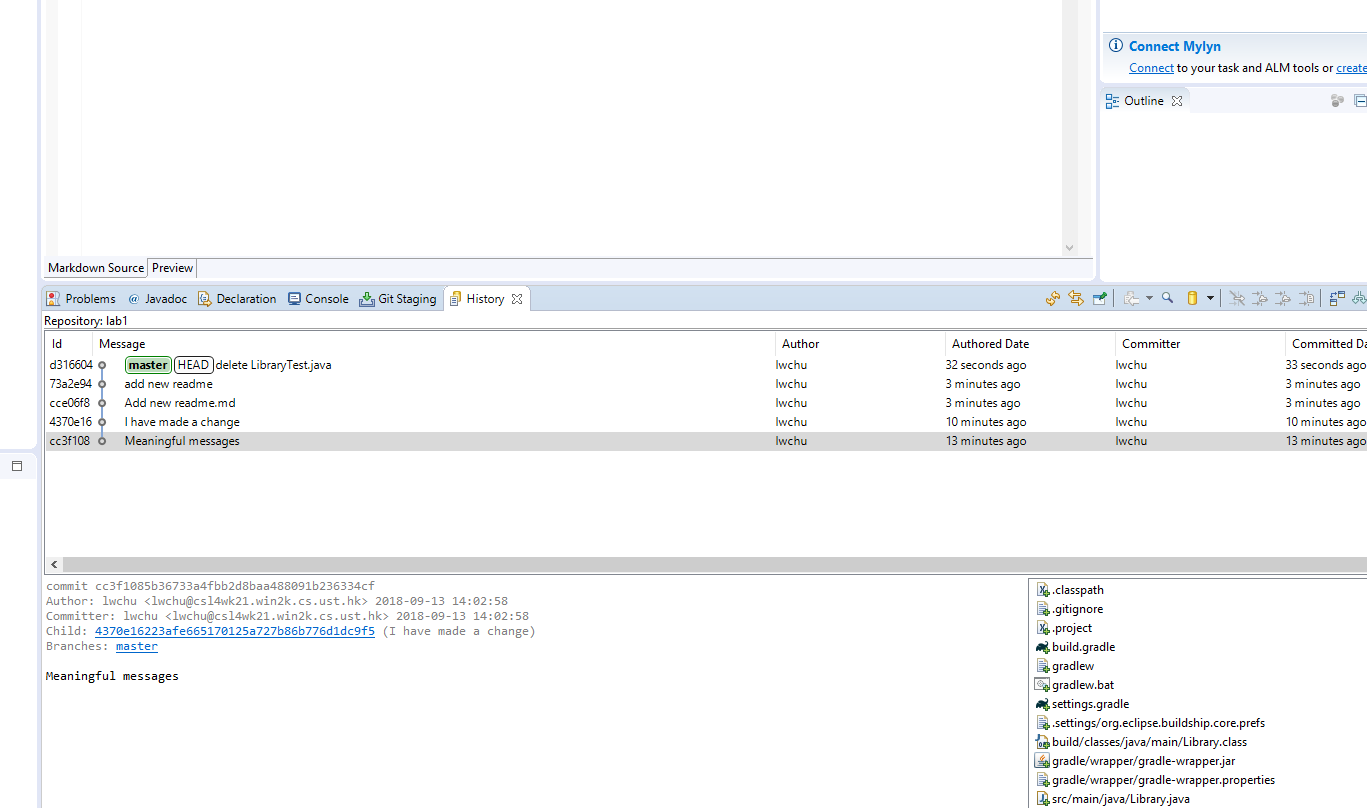 Connect Mylyn
Connect to your task and ALM tools or create
Outline
Markdown Source Preview
Problems @ Javadoc Declaration Console Git Staging History
Repository: lab1
Id Message Author Authored Date Committer Committed Da
d316604 master HEAD delete LibraryTest.java lwchu 32 seconds ago lwchu 33 seconds ago
73a2e94 add new readme lwchu 3 minutes ago lwchu 3 minutes ago
cce06f8 Add new readme.md lwchu 3 minutes ago lwchu 3 minutes ago
4370e16 I have made a change lwchu 10 minutes ago lwchu 10 minutes ago
cc3f108 Meaningful messages lwchu 13 minutes ago lwchu 13 minutes ago
commit cc3f1085b36733a4fbb2d8baa488091b236334cf
Author: lwchu <lwchu@csl4wk21.win2k.cs.ust.hk> 2018-09-13 14:02:58
Committer: lwchu <lwchu@csl4wk21.win2k.cs.ust.hk> 2018-09-13 14:02:58
Child: 4370e16223afe665170125a727b86b776d1dc9f5 (I have made a change)
Branches: master
Meaningful messages
.classpath
.gitignore
.project
build.gradle
gradlew
gradlew.bat
settings.gradle
.settings/org.eclipse.buildship.core.prefs
build/classes/java/main/Library.class
gradle/wrapper/gradle-wrapper.jar
gradle/wrapper/gradle-wrapper.properties
src/main/java/Library.java